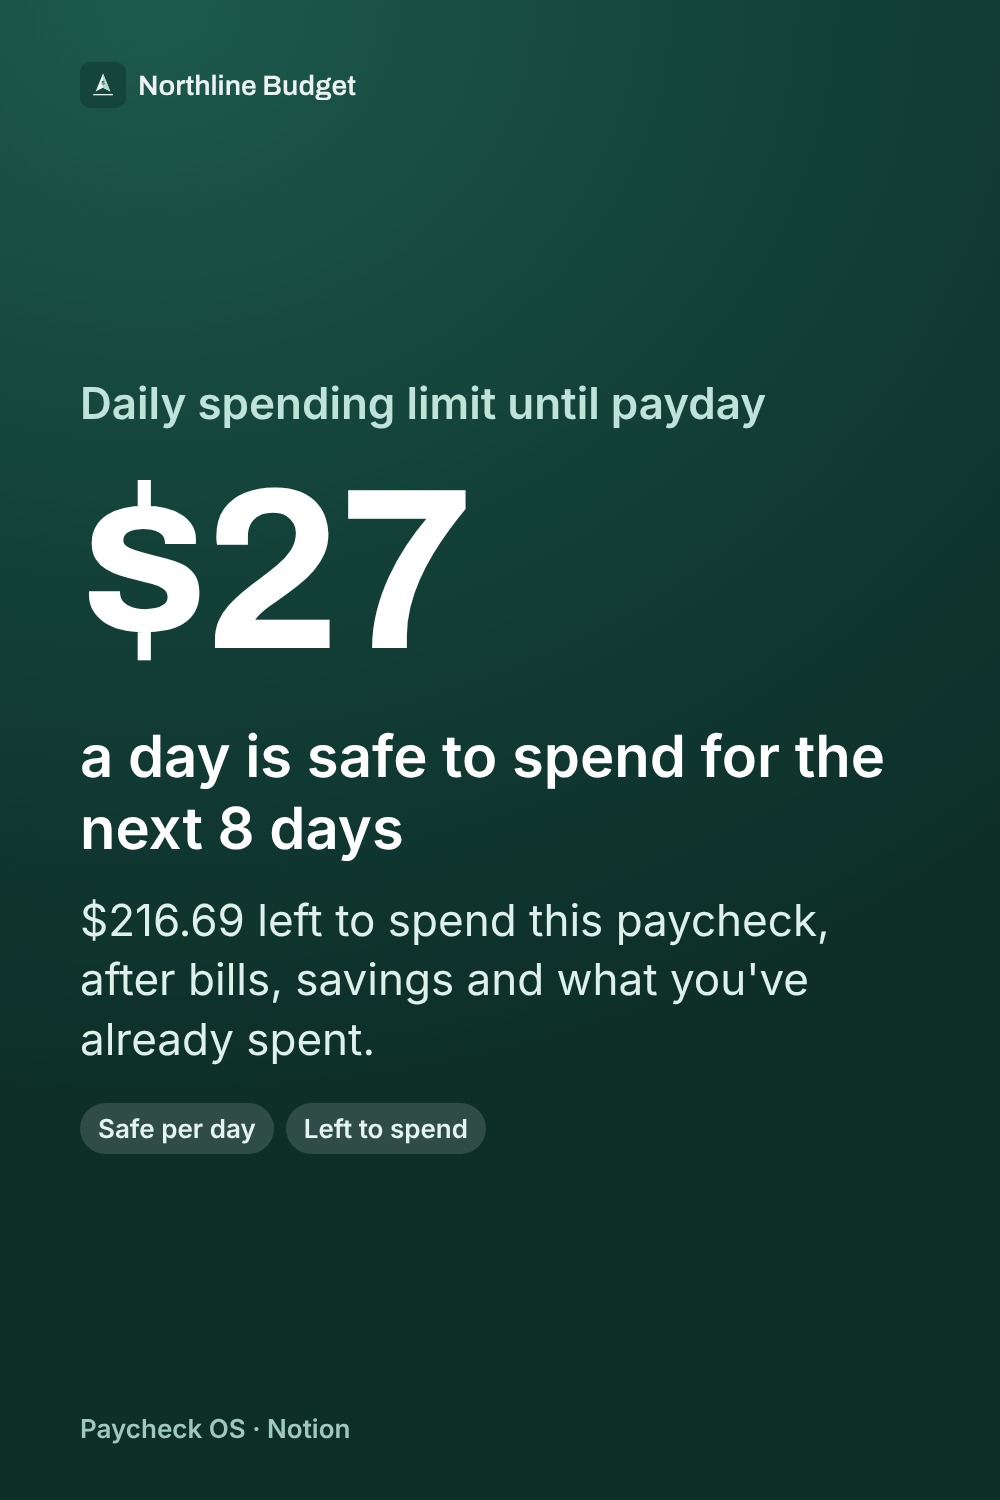 Northline Budget
Daily spending limit until payday
$27
a day is safe to spend for the
next 8 days
$216.69 left to spend this paycheck,
after bills, savings and what you've
already spent.
Safe per day
Left to spend
Paycheck OS · Notion